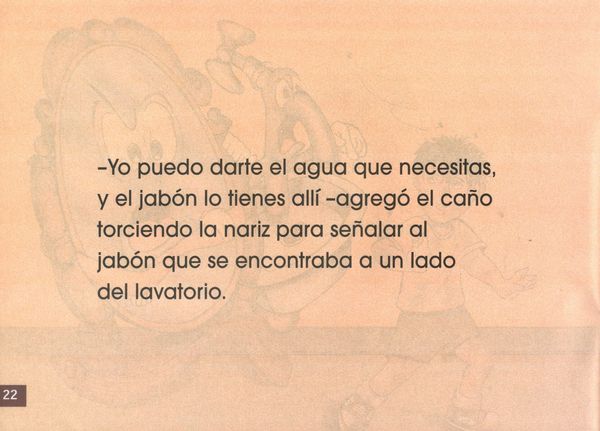 –Yo puedo darte el agua que necesitas,
y el jabón lo tienes allí –agregó el caño
torciendo la nariz para señalar al
jabón que se encontraba a un lado
del lavatorio.
22